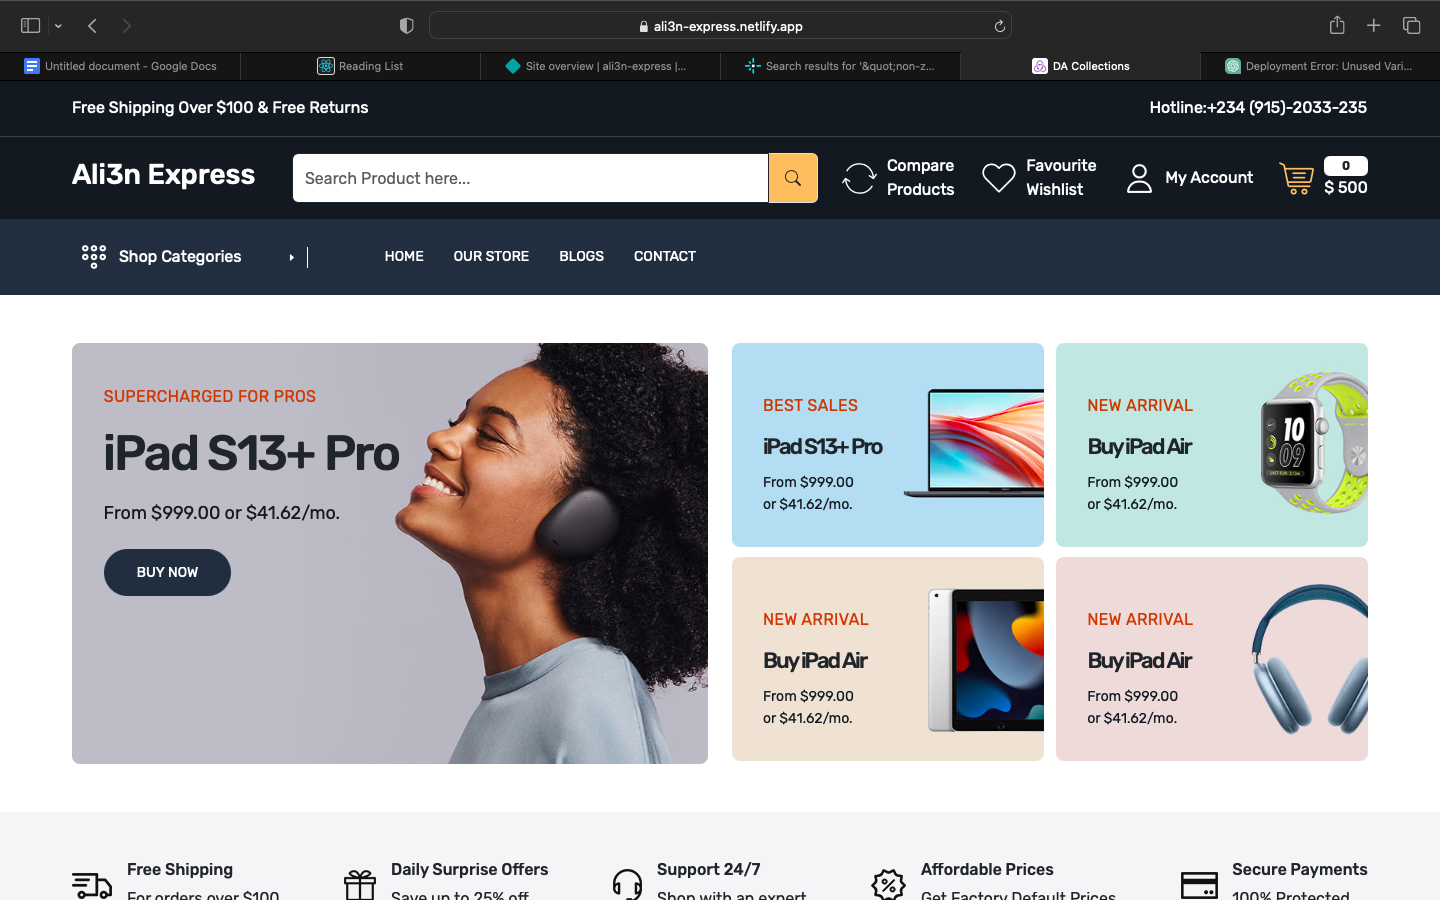 ali3n-express.netlify.app
Untitled document - Google Docs
Reading List
Site overview | ali3n-express |...
Search results for '&quot;non-z...
DA Collections
Deployment Error: Unused Vari...
Free Shipping Over $100 & Free Returns
Hotline:+234 (915)-2033-235
Ali3n Express
Search Product here...
Compare
Products
Favourite
Wishlist
My Account
0
$ 500
Shop Categories
HOME
OUR STORE
BLOGS
CONTACT
SUPERCHARGED FOR PROS
iPad S13+ Pro
From $999.00 or $41.62/mo.
BUY NOW
BEST SALES
iPad S13+ Pro
From $999.00
or $41.62/mo.
NEW ARRIVAL
Buy iPad Air
From $999.00
or $41.62/mo.
10
09
NEW ARRIVAL
Buy iPad Air
From $999.00
or $41.62/mo.
NEW ARRIVAL
Buy iPad Air
From $999.00
or $41.62/mo.
Free Shipping
For orders over $100
Daily Surprise Offers
Save up to 25% off
Support 24/7
Shop with an expert
Affordable Prices
Get Factory Default Prices
Secure Payments
100% Protected